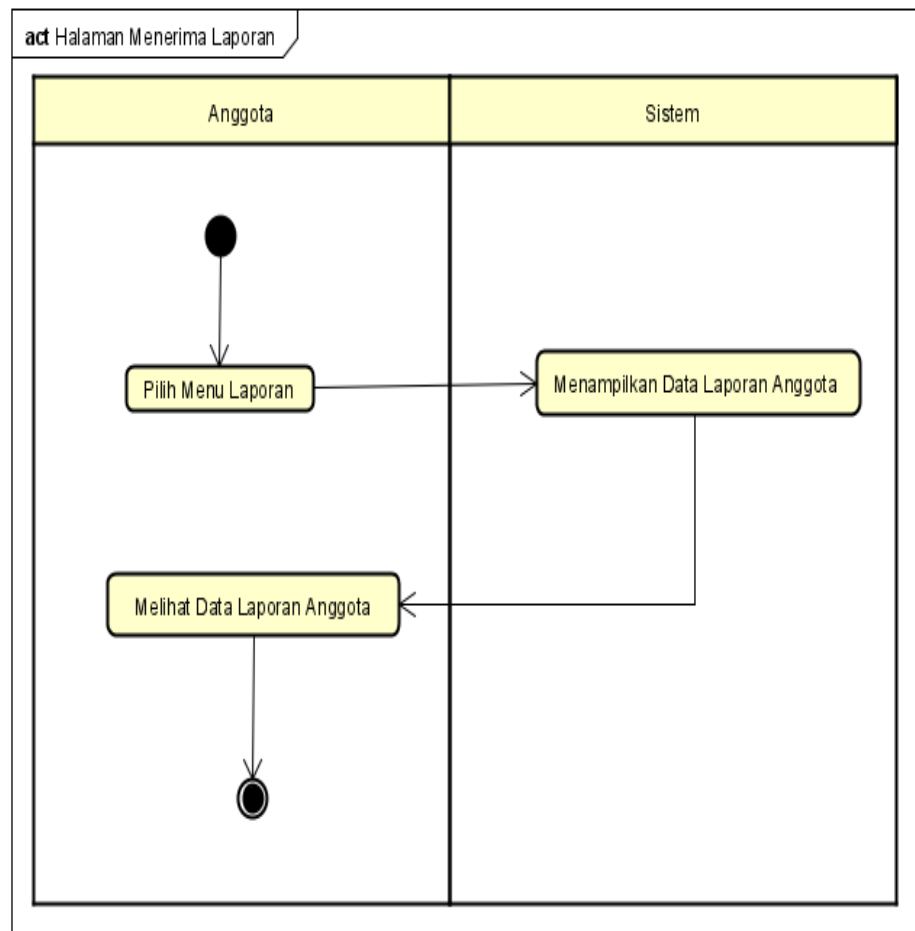 act Halaman Menerima Laporan
Anggota
Sistem
Pilih Menu Laporan
Menampilkan Data Laporan Anggota
Melihat Data Laporan Anggota